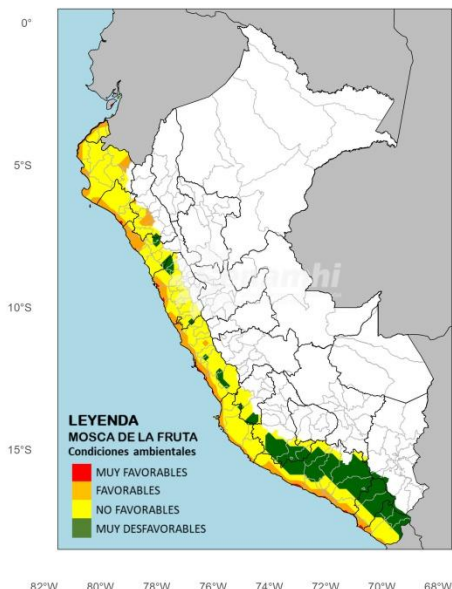 0°
5°S
10°S
15°S
LEYENDA
MOSCA DE LA FRUTA
Condiciones ambientales
MUY FAVORABLES
FAVORABLES
NO FAVORABLES
MUY DESFAVORABLES
82°W 80°W 78°W 76°W 74°W 72°W 70°W 68°W